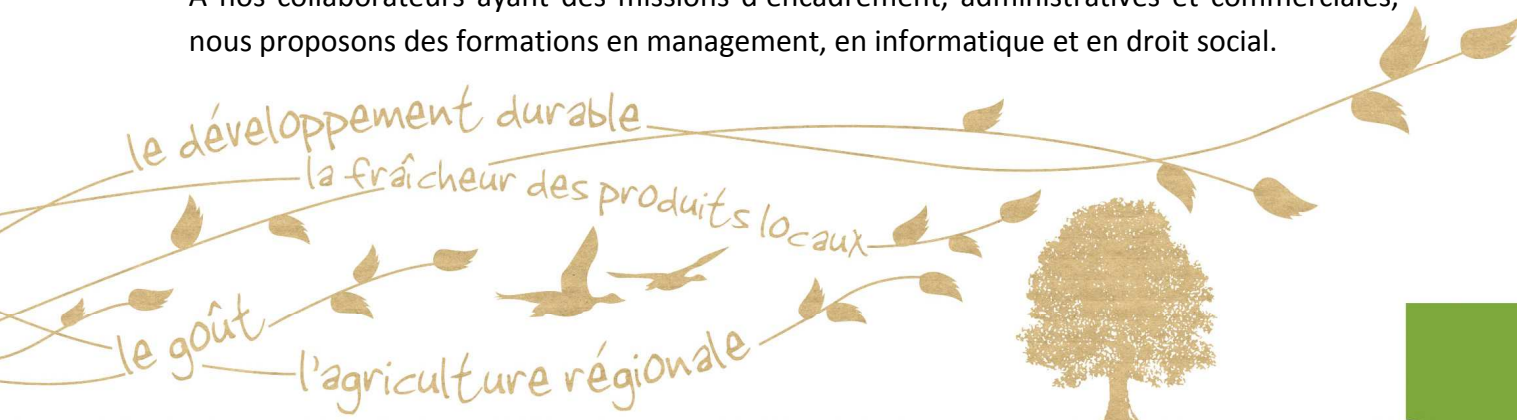 A nos collaborateurs ayant des missions d'encadrement, administratives et commerciales,
nous proposons des formations en management, en informatique et en droit social.
le développement durable
la fraîcheur des produits locaux
le goût
l'agriculture régionale